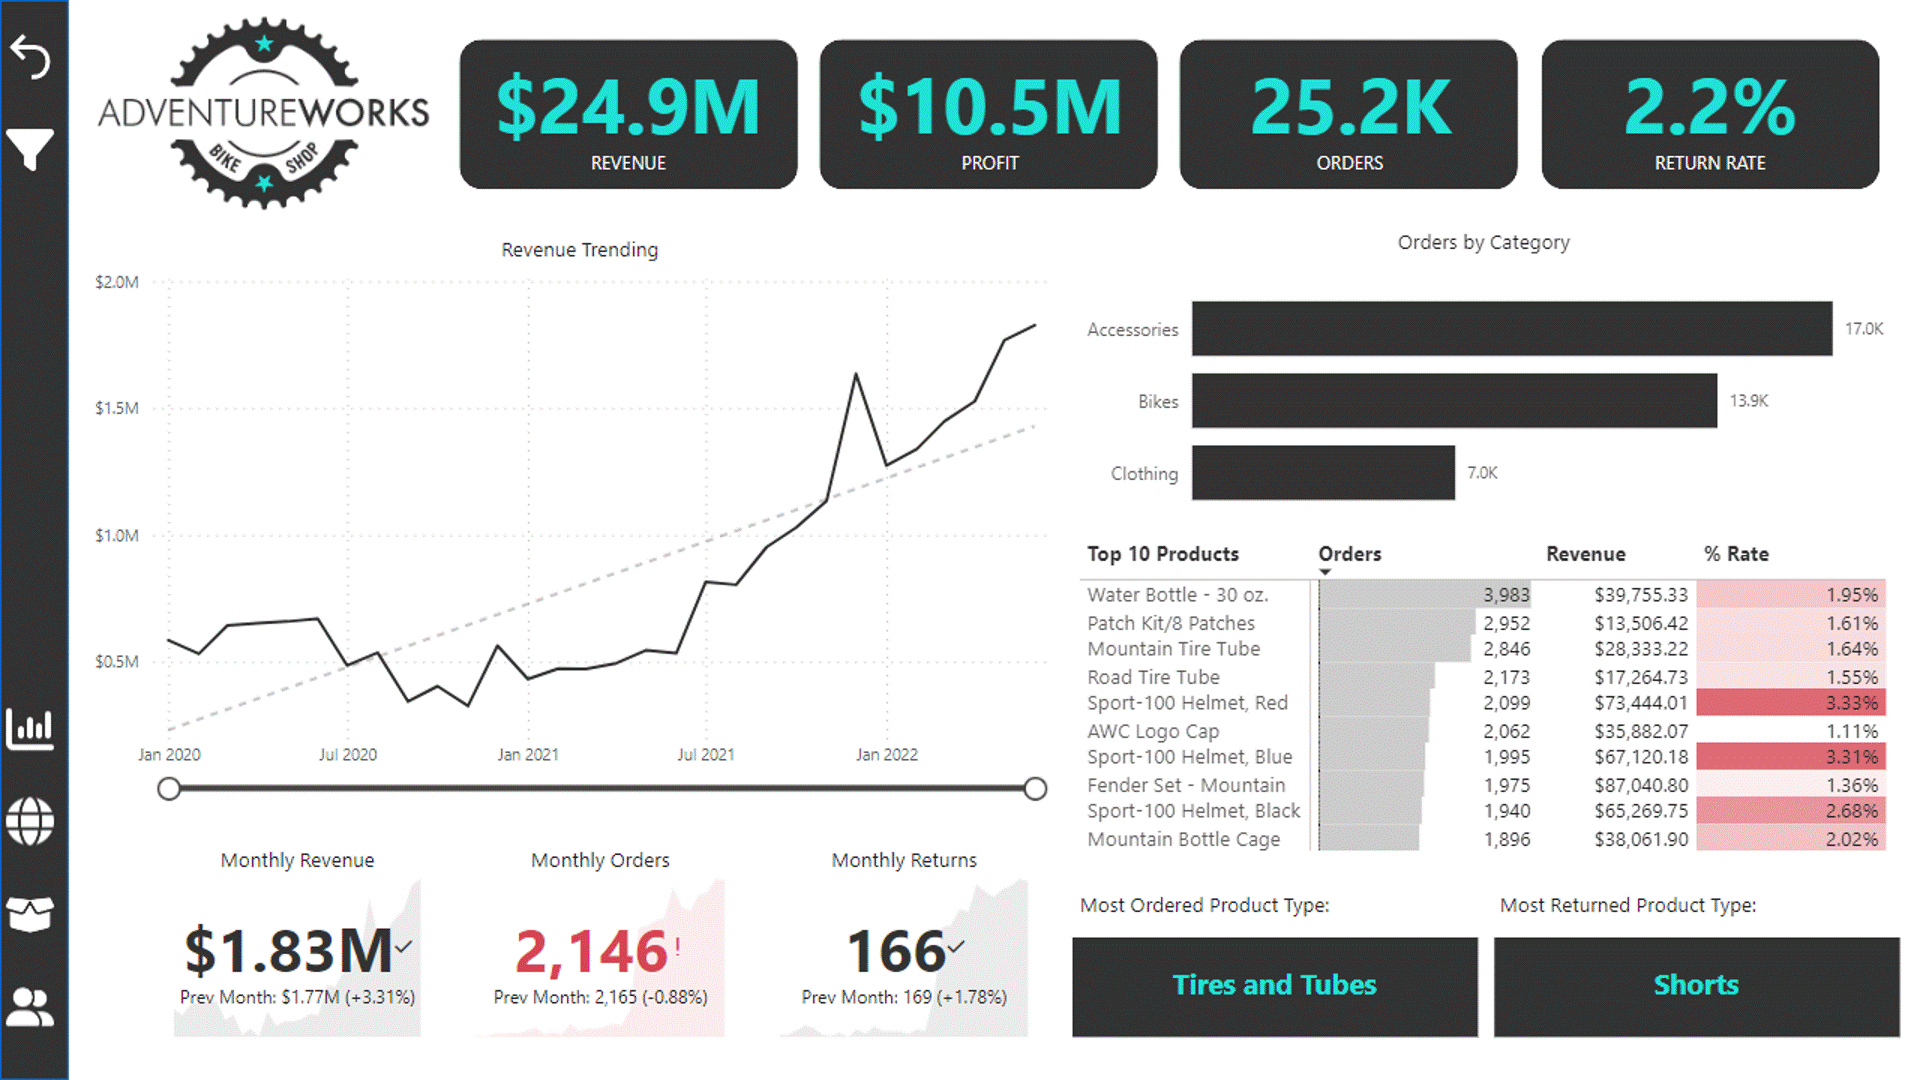 ADVENTUREWORKS
BIKE SHOP
$24.9M
REVENUE
$10.5M
PROFIT
25.2K
ORDERS
2.2%
RETURN RATE
Revenue Trending
$2.0M
$1.5M
$1.0M
$0.5M
Jan 2020 Jul 2020 Jan 2021 Jul 2021 Jan 2022
Orders by Category
Accessories 17.0K
Bikes 13.9K
Clothing 7.0K
Top 10 Products Orders Revenue % Rate
Water Bottle - 30 oz. 3,983 $39,755.33 1.95%
Patch Kit/8 Patches 2,952 $13,506.42 1.61%
Mountain Tire Tube 2,846 $28,333.22 1.64%
Road Tire Tube 2,173 $17,264.73 1.55%
Sport-100 Helmet, Red 2,099 $73,444.01 3.33%
AWC Logo Cap 2,062 $35,882.07 1.11%
Sport-100 Helmet, Blue 1,995 $67,120.18 3.31%
Fender Set - Mountain 1,975 $87,040.80 1.36%
Sport-100 Helmet, Black 1,940 $65,269.75 2.68%
Mountain Bottle Cage 1,896 $38,061.90 2.02%
Monthly Revenue
$1.83M
Prev Month: $1.77M (+3.31%)
Monthly Orders
2,146!
Prev Month: 2,165 (-0.88%)
Monthly Returns
166
Prev Month: 169 (+1.78%)
Most Ordered Product Type:
Tires and Tubes
Most Returned Product Type:
Shorts